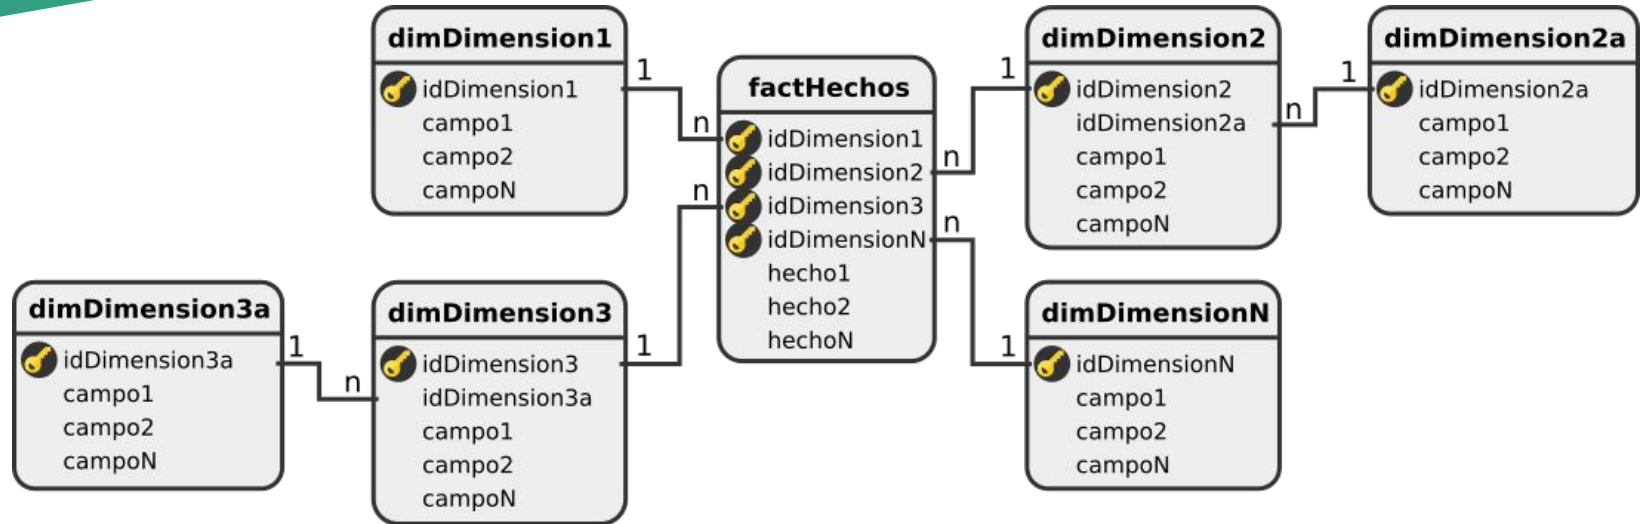 dimDimension1
idDimension1
campo1
campo2
campoN
1
n
factHechos
idDimension1
idDimension2
idDimension3
idDimensionN
hecho1
hecho2
hechoN
n
n
n
1
dimDimension2
idDimension2
idDimension2a
campo1
campo2
campoN
n
1
dimDimension2a
idDimension2a
campo1
campo2
campoN
dimDimension3a
idDimension3a
campo1
campo2
campoN
1
n
dimDimension3
idDimension3
idDimension3a
campo1
campo2
campoN
1
1
dimDimensionN
idDimensionN
campo1
campo2
campoN